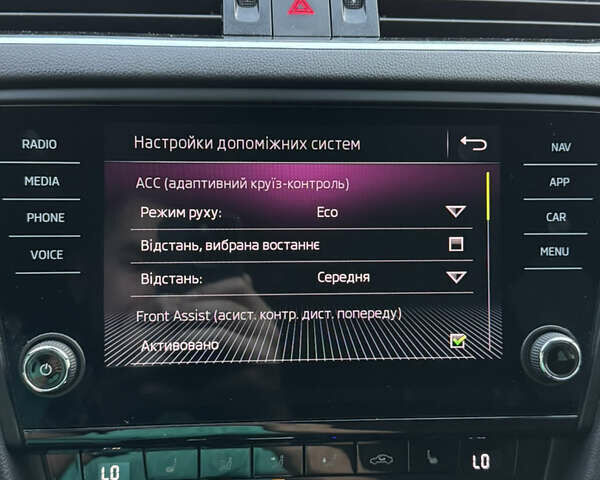 RADIO
MEDIA
PHONE
VOICE
Настройки допоміжних систем
ACC (адаптивний круїз-контроль)
Режим руху: Eco
Відстань, вибрана востаннє
Відстань: Середня
Front Assist (асист. контр. дист. попереду)
Активовано
NAV
APP
CAR
MENU
LO
LO